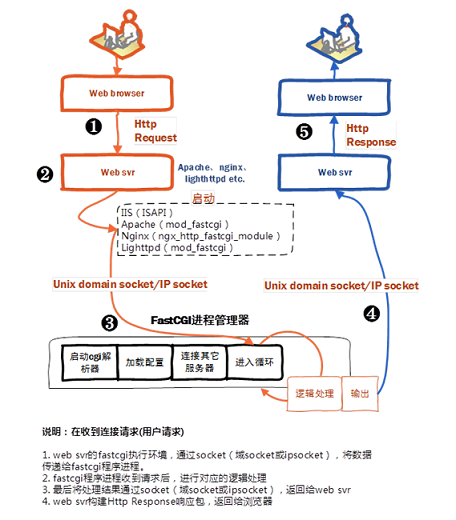 Web browser
Web browser
❶
Http
Request
❺
Http
Response
❷
Web svr
Apache、nginx、
lighthttpd etc.
Web svr
启动
IIS（ISAPI）
Apache（mod_fastcgi）
Nginx（ngx_http_fastcgi_module）
Lighttpd（mod_fastcgi）
Unix domain socket/IP socket
Unix domain socket/IP socket
❸
FastCGI进程管理器
❹
启动cgi解
析器
加载配置
连接其它
服务器
进入循环
逻辑处理
输出
说明：在收到连接请求(用户请求)
1. web svr的fastcgi执行环境，通过socket（域socket或ipsocket），将数据
传递给fastcgi程序进程。
2. fastcgi程序进程收到请求后，进行对应的逻辑处理
3. 最后将处理结果通过socket（域socket或ipsocket），返回给web svr
4. web svr构建Http Response响应包，返回给浏览器